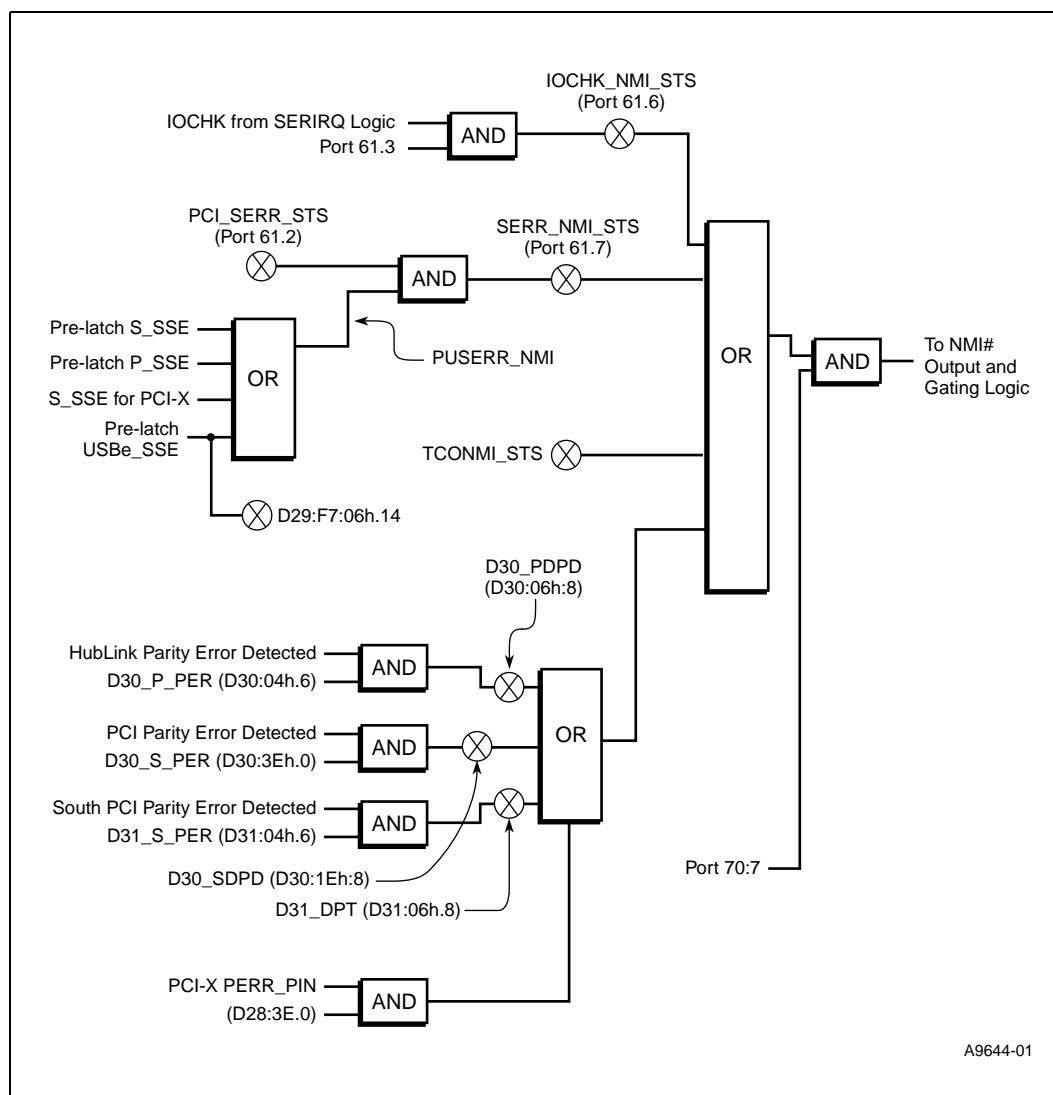 IOCHK_NMI_STS
(Port 61.6)
IOCHK from SERIRQ Logic
Port 61.3
AND
PCI_SERR_STS
(Port 61.2)
SERR_NMI_STS
(Port 61.7)
AND
Pre-latch S_SSE
Pre-latch P_SSE
S_SSE for PCI-X
Pre-latch
USBe_SSE
OR
PUSERR_NMI
D29:F7:06h.14
TCONMI_STS
OR
AND
To NMI#
Output and
Gating Logic
D30_PDPD
(D30:06h:8)
HubLink Parity Error Detected
D30_P_PER (D30:04h.6)
AND
PCI Parity Error Detected
D30_S_PER (D30:3Eh.0)
AND
South PCI Parity Error Detected
D31_S_PER (D31:04h.6)
AND
OR
D30_SDPD (D30:1Eh:8)
D31_DPT (D31:06h.8)
Port 70:7
PCI-X PERR_PIN
(D28:3E.0)
AND
A9644-01